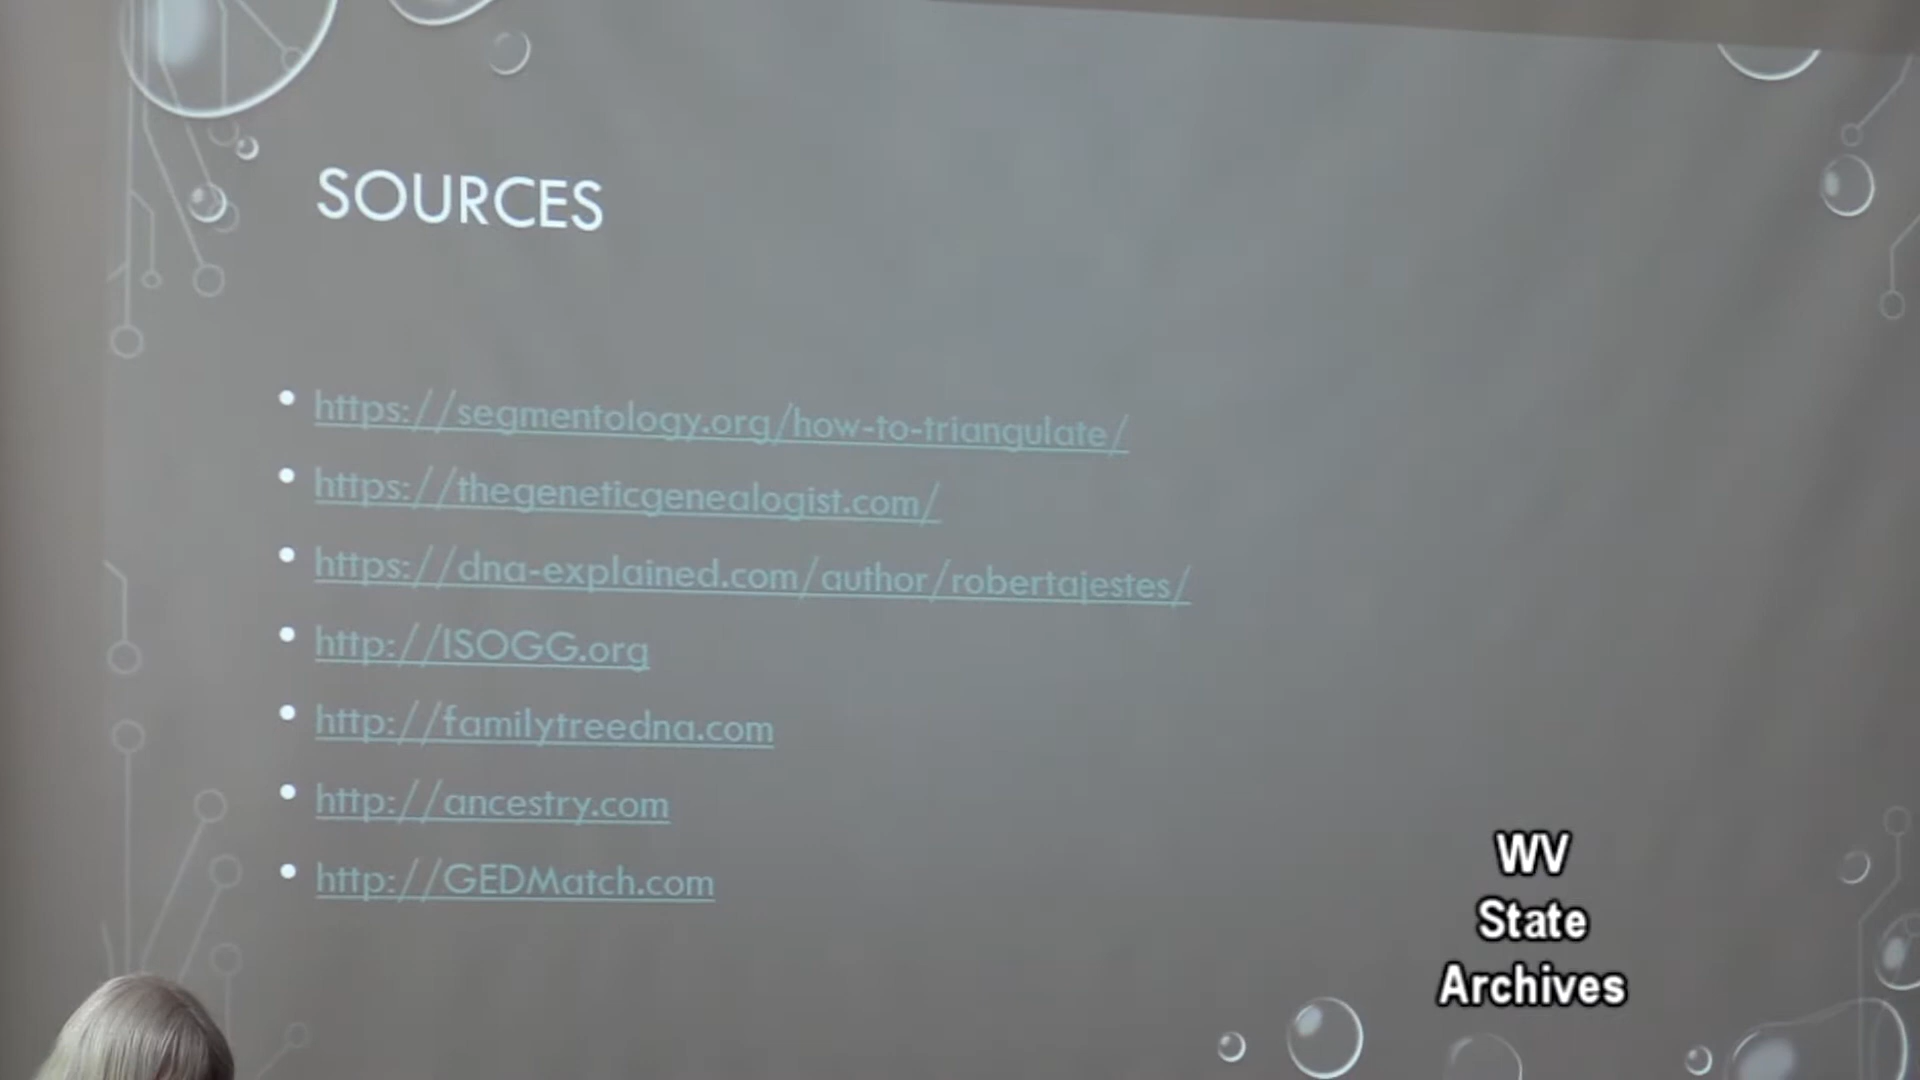 SOURCES
https://segmentology.org/how-to-triangulate/
https://thegeneticgenealogist.com/
https://dna-explained.com/author/robertajestes/
http://ISOGG.org
http://familytreedna.com
http://ancestry.com
http://GEDMatch.com
WV
State
Archives